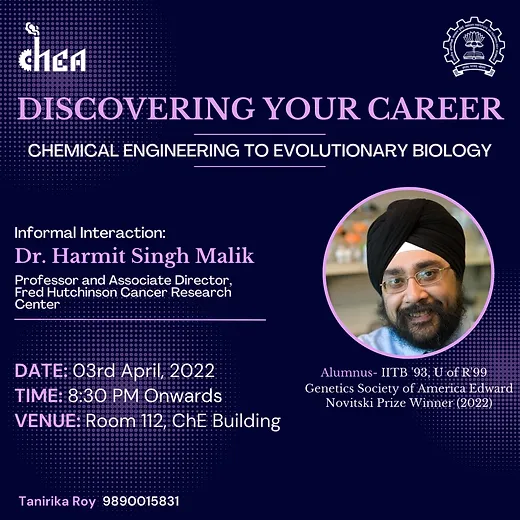 chEA
DISCOVERING YOUR CAREER
CHEMICAL ENGINEERING TO EVOLUTIONARY BIOLOGY
Informal Interaction:
Dr. Harmit Singh Malik
Professor and Associate Director,
Fred Hutchinson Cancer Research
Center
DATE: 03rd April, 2022
TIME: 8:30 PM Onwards
VENUE: Room 112, ChE Building
Alumnus- IITB '93, U of R'99
Genetics Society of America Edward
Novitski Prize Winner (2022)
Tanirika Roy 9890015831